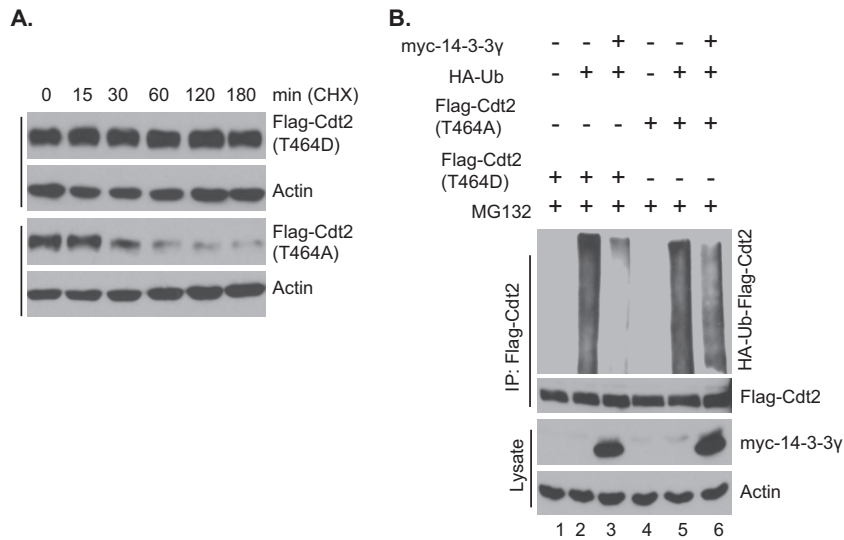 A.
0 15 30 60 120 180 min (CHX)
Flag-Cdt2
(T464D)
Actin
Flag-Cdt2
(T464A)
Actin
B.
myc-14-3-3γ - - + - - +
HA-Ub - + + - + +
Flag-Cdt2
(T464A) - - - + + +
Flag-Cdt2
(T464D) + + + - - -
MG132 + + + + + +
IP: Flag-Cdt2
HA-Ub-Flag-Cdt2
Flag-Cdt2
Lysate
myc-14-3-3γ
Actin
1 2 3 4 5 6